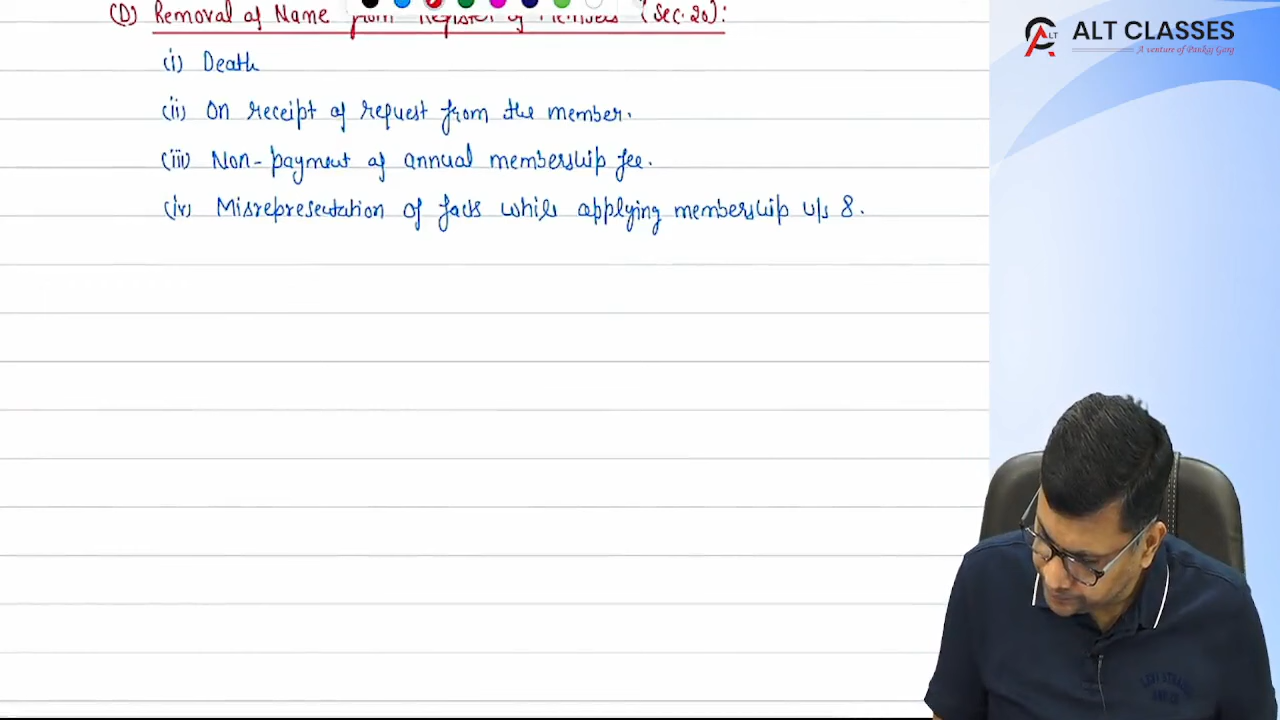 (D) Removal of Name from Register of Members (Sec. 20):
(i) Death
(ii) On receipt of request from the member.
(iii) Non-payment of annual membership fee.
(iv) Misrepresentation of facts while applying membership u/s 8.
ALT
ALT CLASSES
A venture of Pankaj Garg